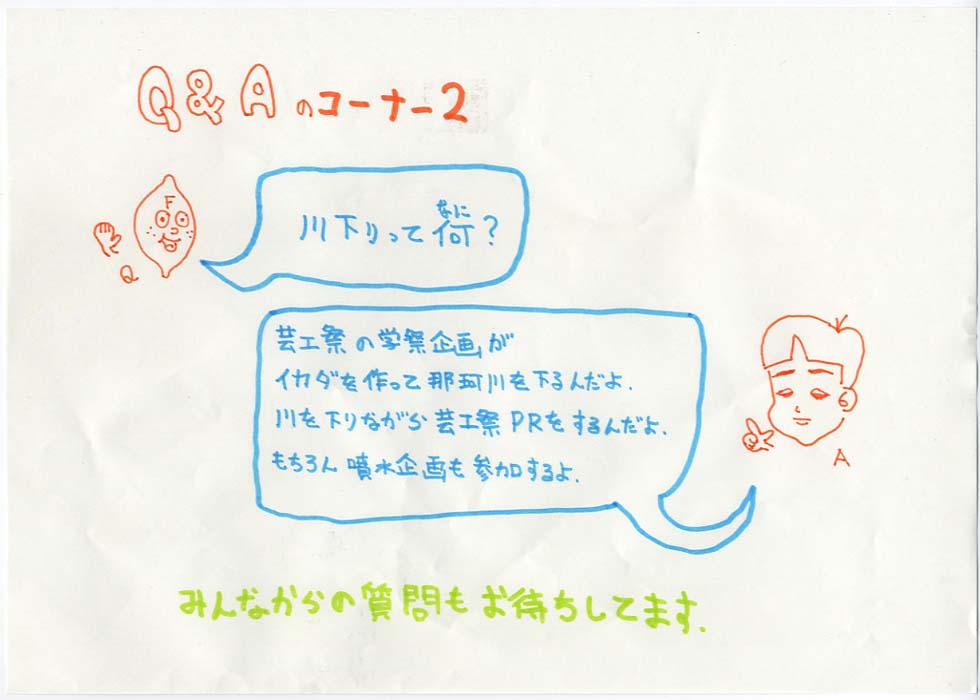 Q&Aのコーナー2
F
川下りって何?
なに
Q
芸工祭の学祭企画が
イカダを作って那珂川を下るんだよ.
川を下りながら芸工祭PRをするんだよ.
もちろん噴水企画も参加するよ.
A
みんなからの質問もお待ちしてます.